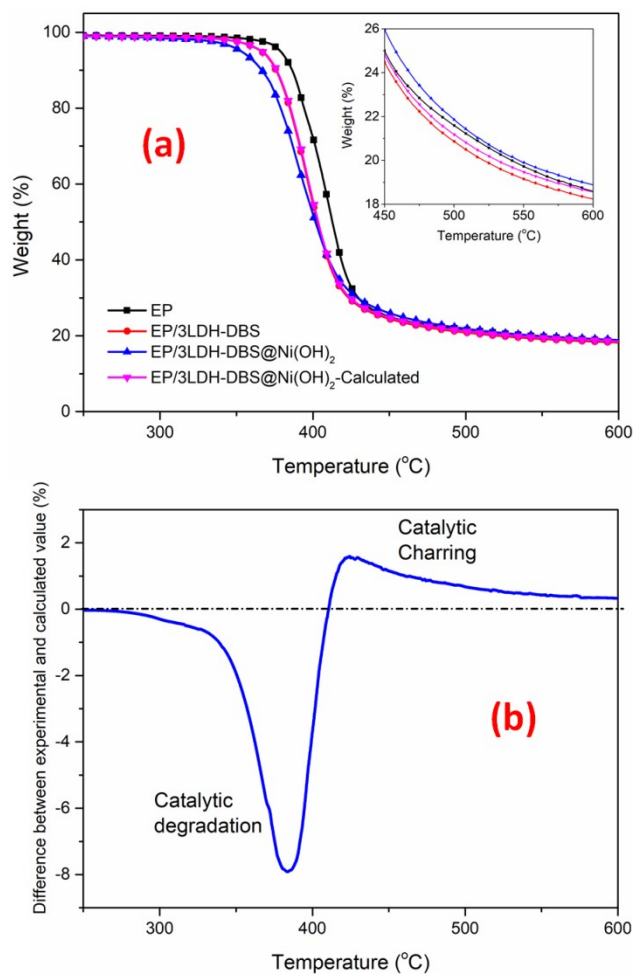 100
80
60
40
20
0
Weight (%)
300
400
500
600
Temperature (°C)
(a)
EP
EP/3LDH-DBS
EP/3LDH-DBS@Ni(OH)₂
EP/3LDH-DBS@Ni(OH)₂-Calculated
26
24
22
20
18
Weight (%)
450
500
550
600
Temperature (°C)
Difference between experimental and calculated value (%)
2
0
-2
-4
-6
-8
Catalytic
Charring
(b)
Catalytic
degradation
300
400
500
600
Temperature (°C)